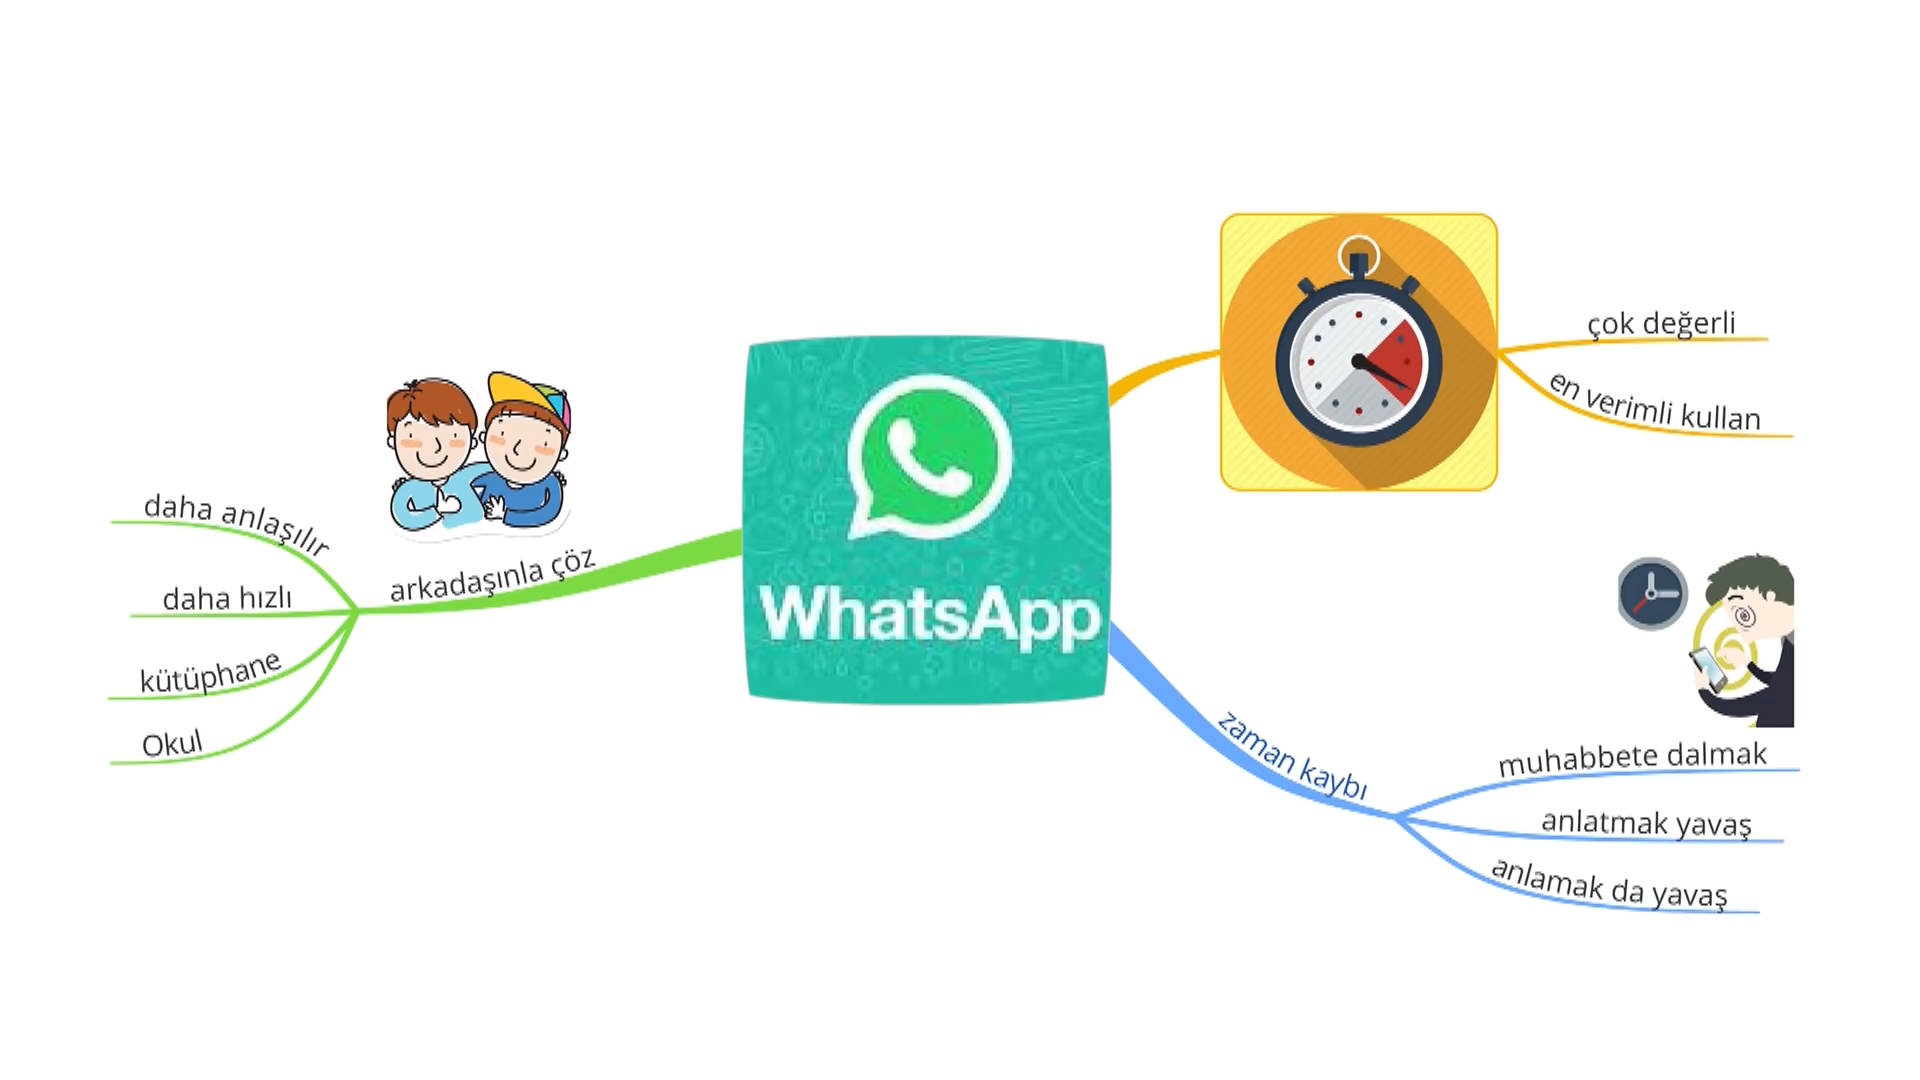 WhatsApp
çok değerli
en verimli kullan
zaman kaybı
muhabbete dalmak
anlatmak yavaş
anlamak da yavaş
arkadaşınla çöz
daha anlaşılır
daha hızlı
kütüphane
Okul